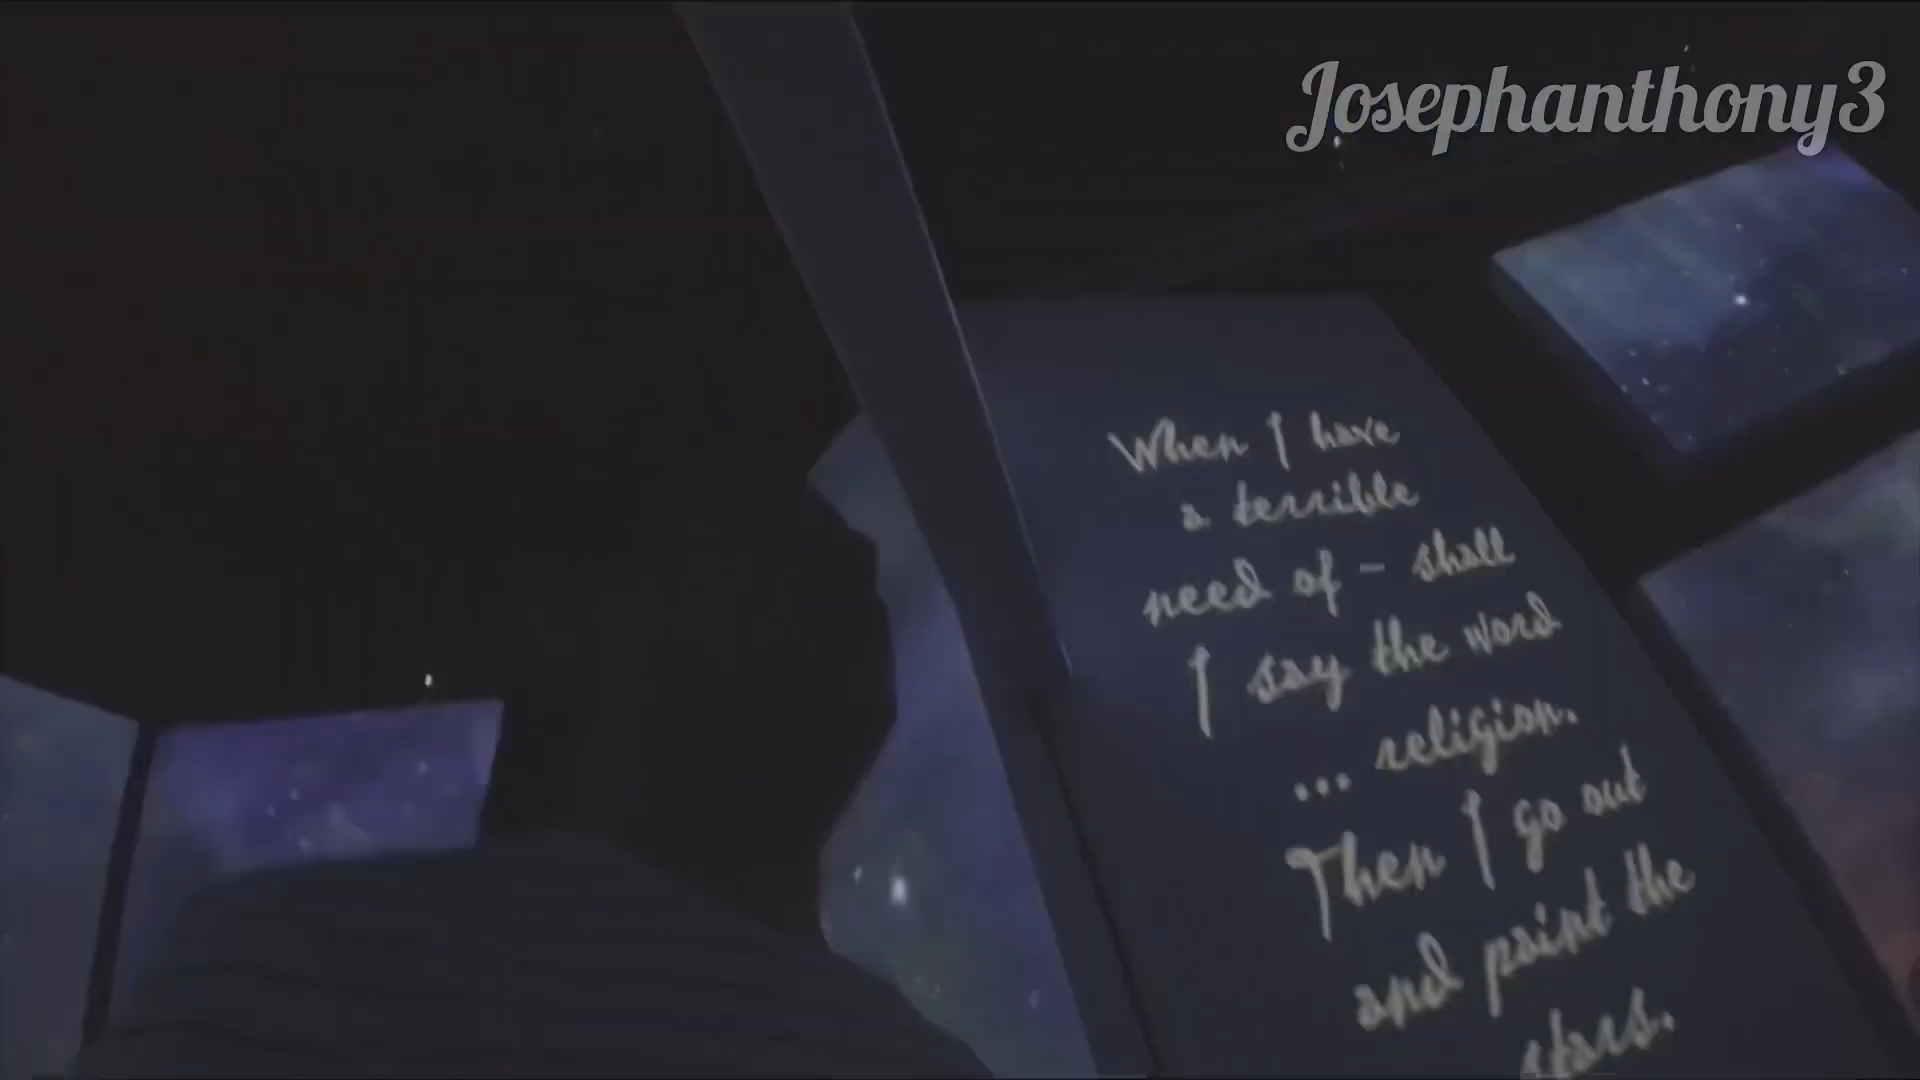 Josephanthony3
When I have
a terrible
need of - shall
I say the word
... religion.
Then I go out
and paint the
stars.